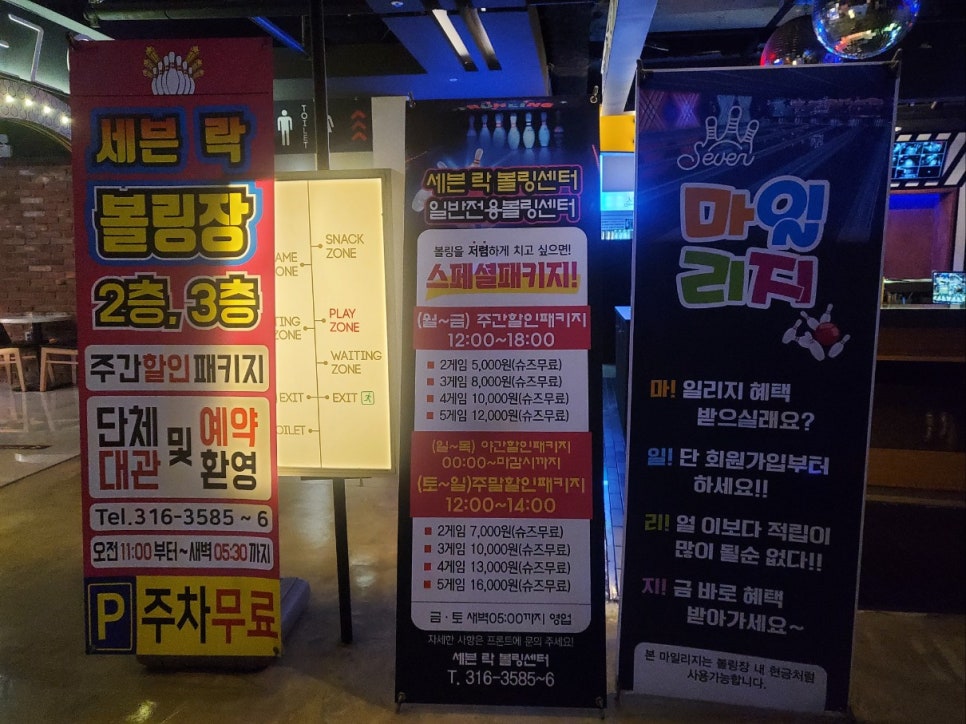 세븐 락
볼링장
2층, 3층
주간할인패키지
단체 및 예약
대관 환영
Tel.316-3585~6
오전11:00부터~새벽05:30까지
P 주차무료
TOILET
SNACK
ZONE
AME
ONE
PLAY
ZONE
TING
ZONE
WAITING
ZONE
EXIT
EXIT
OILET
BOWLING
세븐 락 볼링센터
일반전용볼링센터
볼링을 저렴하게 치고 싶으면!
스페셜패키지!
(월~금) 주간할인패키지
12:00~18:00
2게임 5,000원(슈즈무료)
3게임 8,000원(슈즈무료)
4게임 10,000원(슈즈무료)
5게임 12,000원(슈즈무료)
(월~목) 야간할인패키지
00:00~마감시까지
(토~일)주말할인패키지
12:00~14:00
2게임 7,000원(슈즈무료)
3게임 10,000원(슈즈무료)
4게임 13,000원(슈즈무료)
5게임 16,000원(슈즈무료)
금·토 새벽05:00까지 영업
자세한 사항은 프론트에 문의 주세요!
세븐 락 볼링센터
T. 316-3585~6
Seven
마일
리지
마! 일리지 혜택
받으실래요?
일! 단 회원가입부터
하세요!!
리! 얼 이보다 적립이
많이 될순 없다!!
지! 금 바로 혜택
받아가세요~
본 마일리지는 볼링장 내 현금처럼
사용가능합니다.